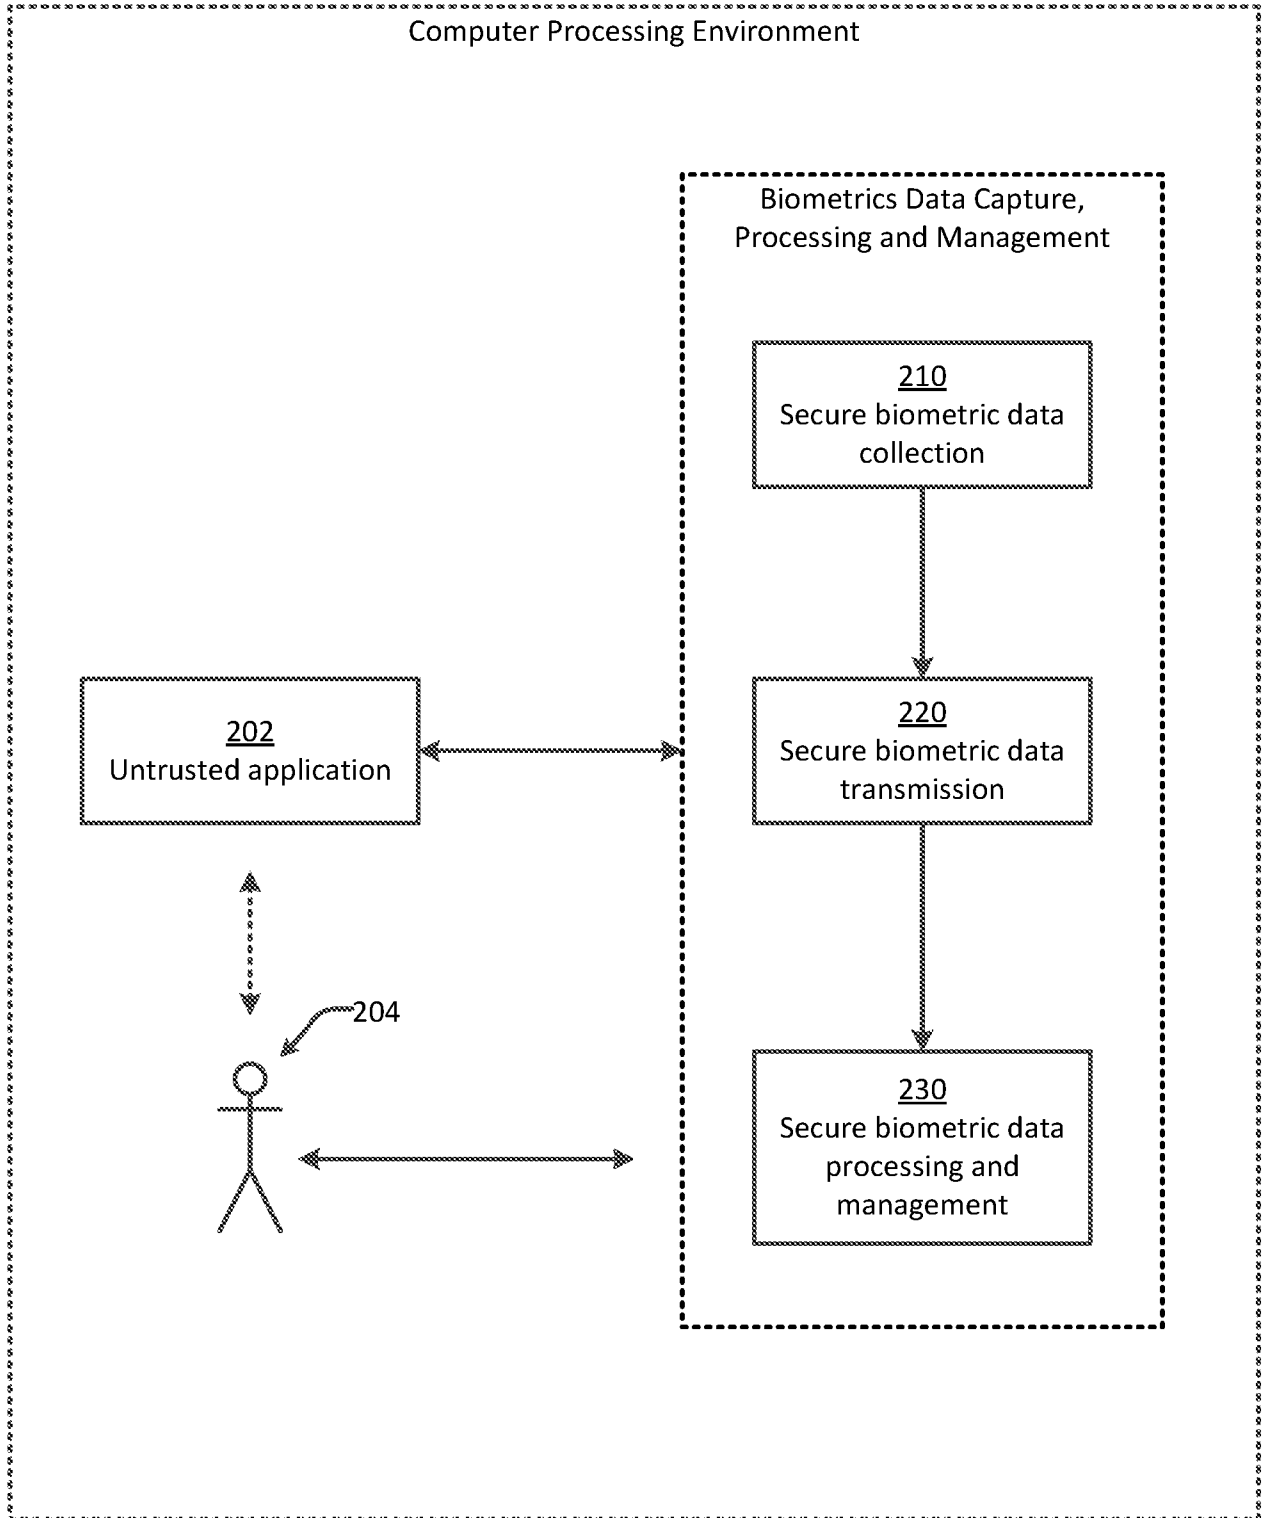 Computer Processing Environment
Biometrics Data Capture,
Processing and Management
210
Secure biometric data
collection
202
Untrusted application
220
Secure biometric data
transmission
204
230
Secure biometric data
processing and
management